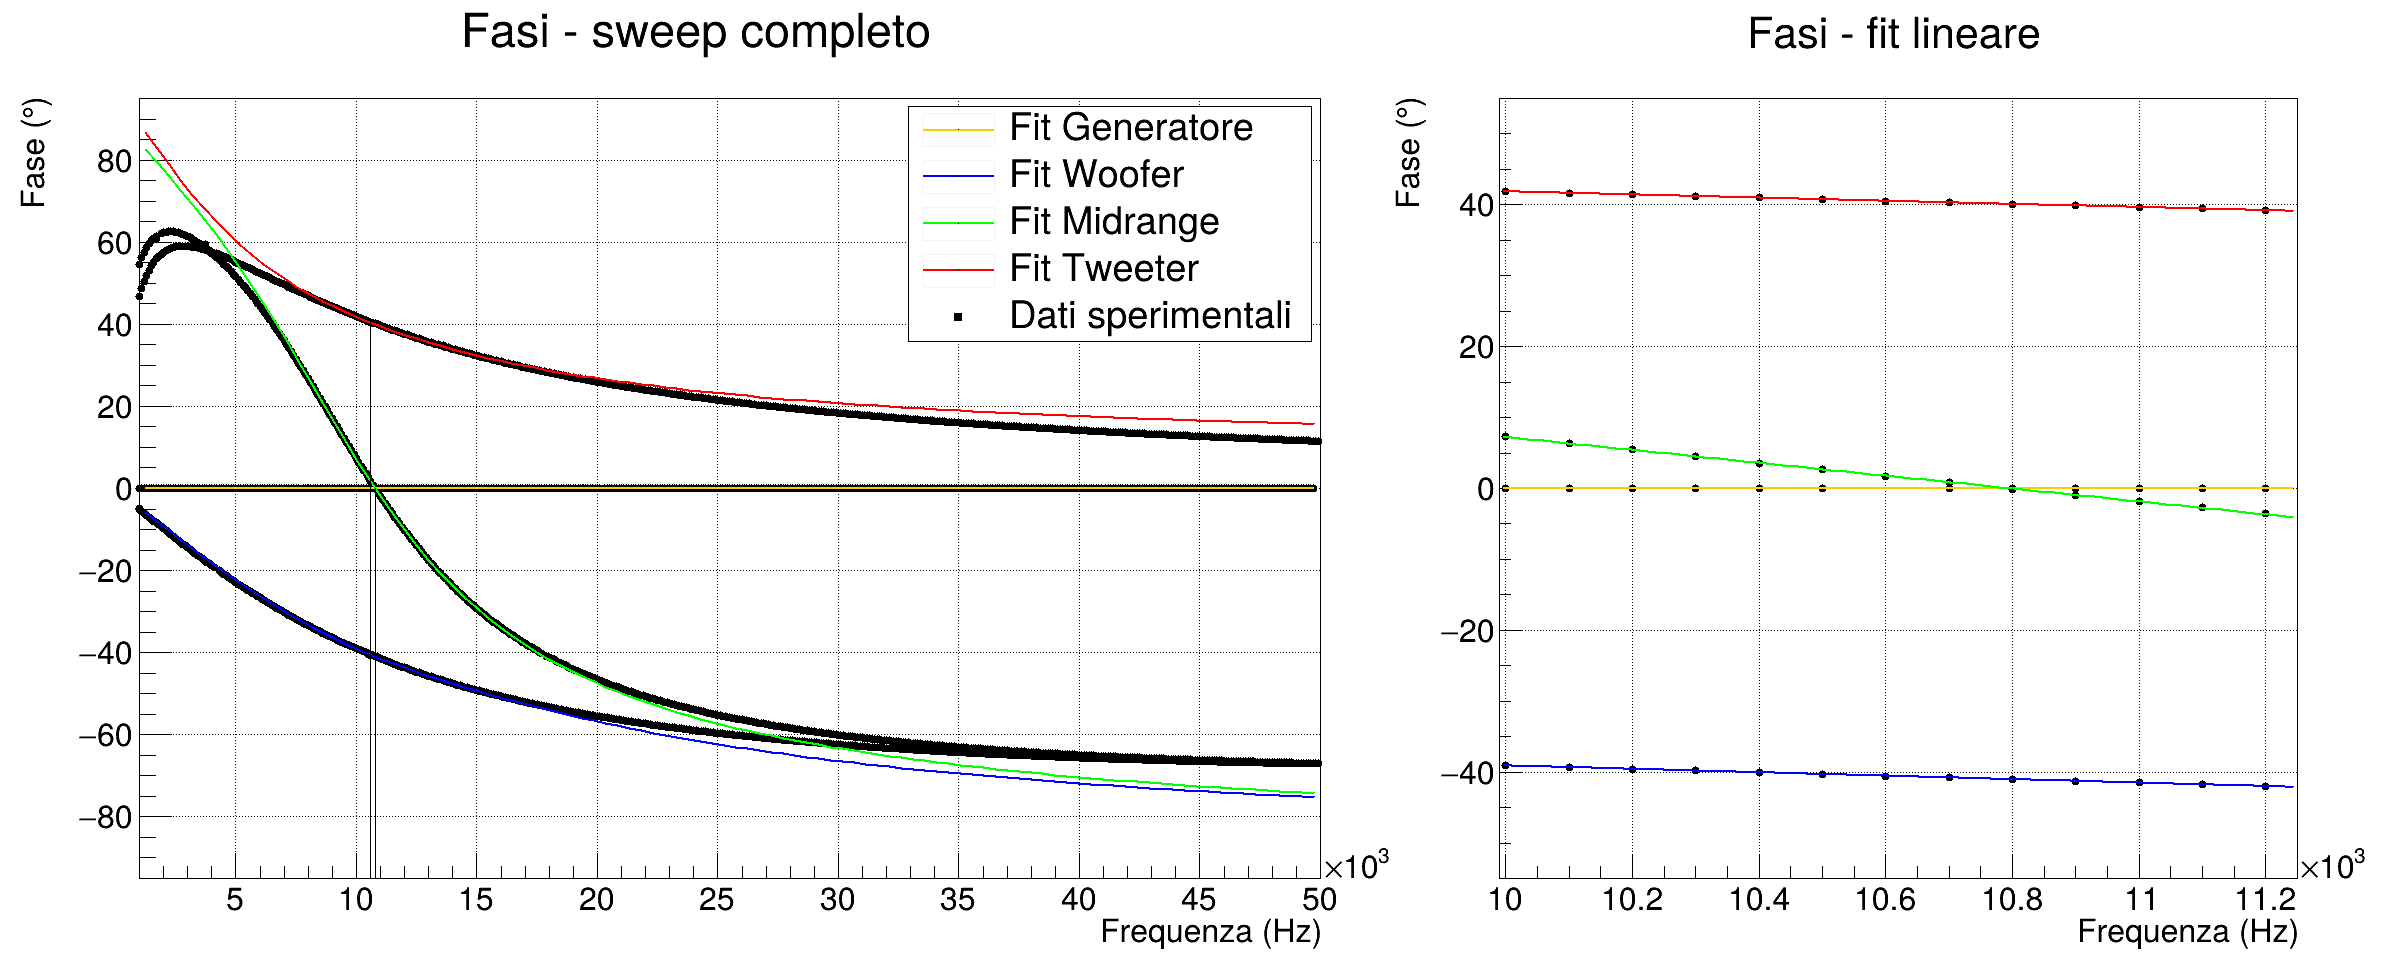 Fasi - sweep completo
Fase (°)
80
60
40
20
0
−20
−40
−60
−80
5 10 15 20 25 30 35 40 45 50
×10³
Frequenza (Hz)
Fit Generatore
Fit Woofer
Fit Midrange
Fit Tweeter
Dati sperimentali
Fasi - fit lineare
Fase (°)
40
20
0
−20
−40
10 10.2 10.4 10.6 10.8 11 11.2
×10³
Frequenza (Hz)